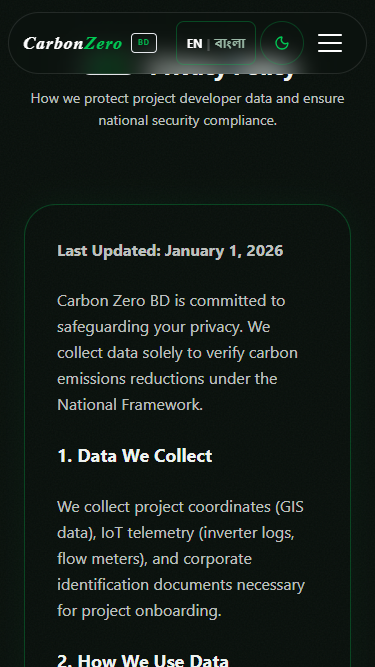 CarbonZero BD EN | বাংলা
How we protect project developer data and ensure
national security compliance.
Last Updated: January 1, 2026
Carbon Zero BD is committed to
safeguarding your privacy. We
collect data solely to verify carbon
emissions reductions under the
National Framework.
1. Data We Collect
We collect project coordinates (GIS
data), IoT telemetry (inverter logs,
flow meters), and corporate
identification documents necessary
for project onboarding.
2. How We Use Data